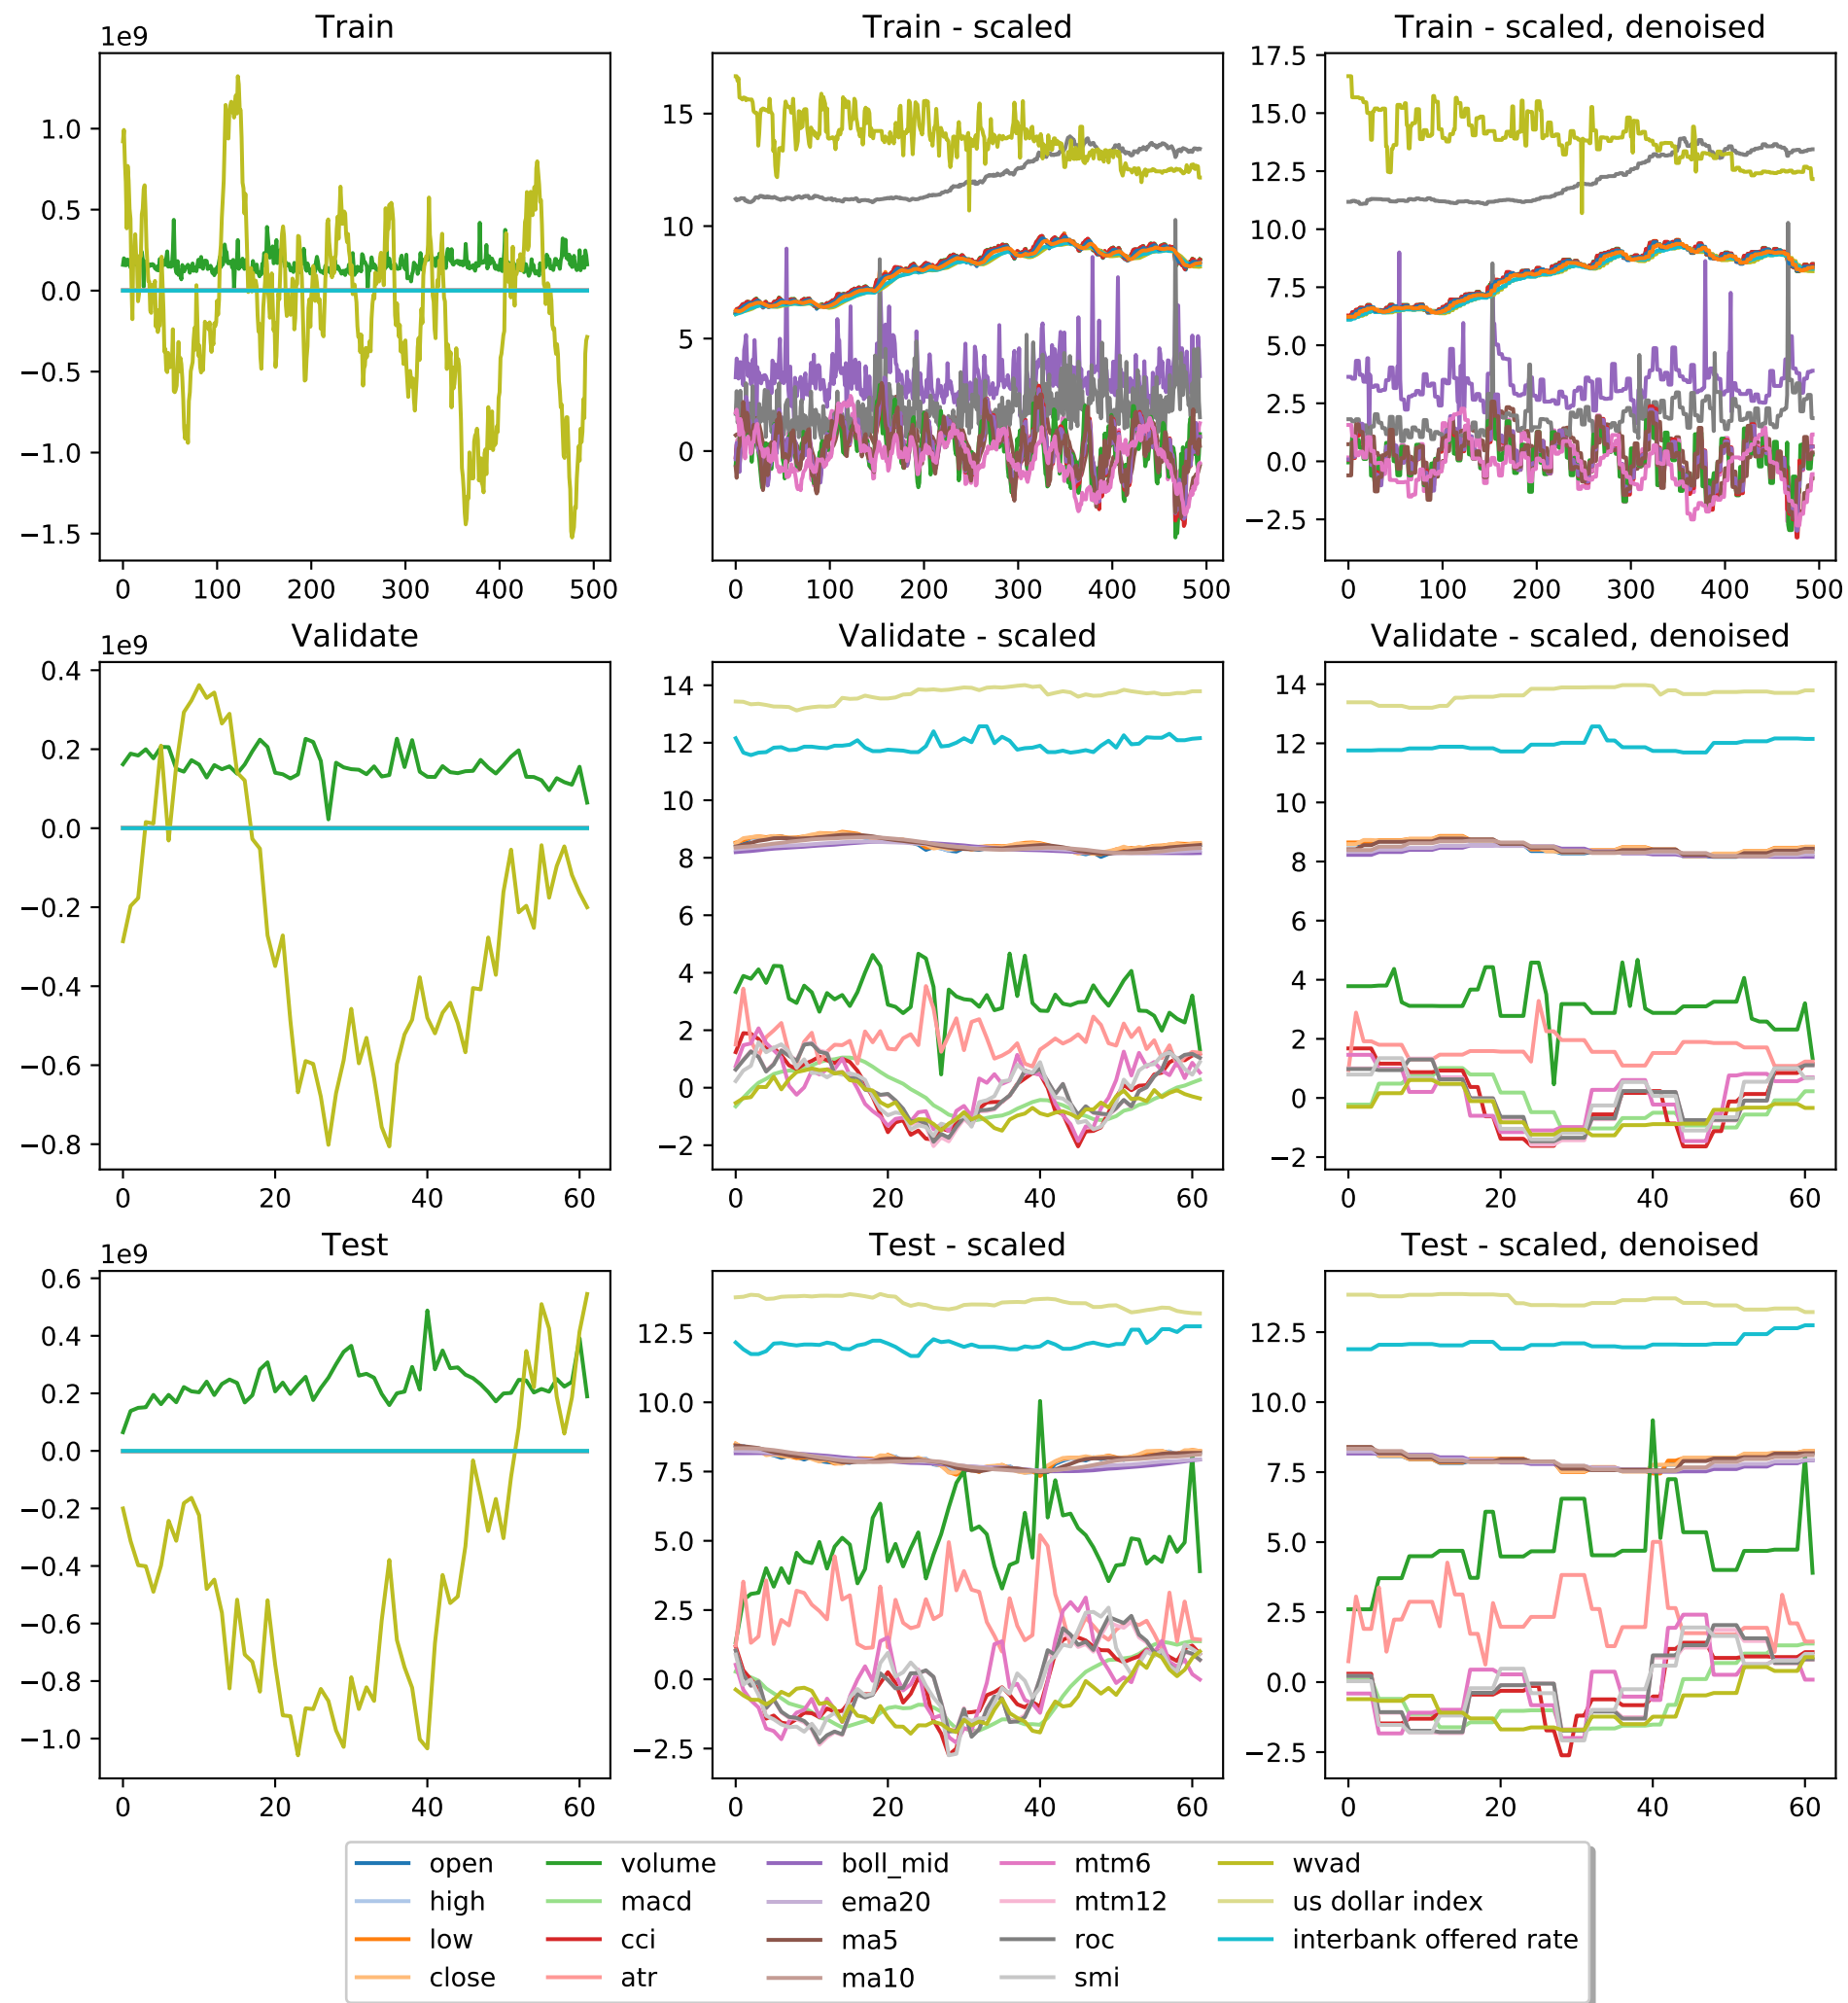 Train
Train - scaled
Train - scaled, denoised
1e9
1.0
0.5
0.0
−0.5
−1.0
−1.5
0 100 200 300 400 500
15
10
5
0
0 100 200 300 400 500
17.5
15.0
12.5
10.0
7.5
5.0
2.5
0.0
−2.5
0 100 200 300 400 500
Validate
Validate - scaled
Validate - scaled, denoised
1e9
0.4
0.2
0.0
−0.2
−0.4
−0.6
−0.8
0 20 40 60
14
12
10
8
6
4
2
0
−2
0 20 40 60
14
12
10
8
6
4
2
0
−2
0 20 40 60
Test
Test - scaled
Test - scaled, denoised
1e9
0.6
0.4
0.2
0.0
−0.2
−0.4
−0.6
−0.8
−1.0
0 20 40 60
12.5
10.0
7.5
5.0
2.5
0.0
−2.5
0 20 40 60
12.5
10.0
7.5
5.0
2.5
0.0
−2.5
0 20 40 60
open volume boll_mid mtm6 wvad
high macd ema20 mtm12 us dollar index
low cci ma5 roc interbank offered rate
close atr ma10 smi